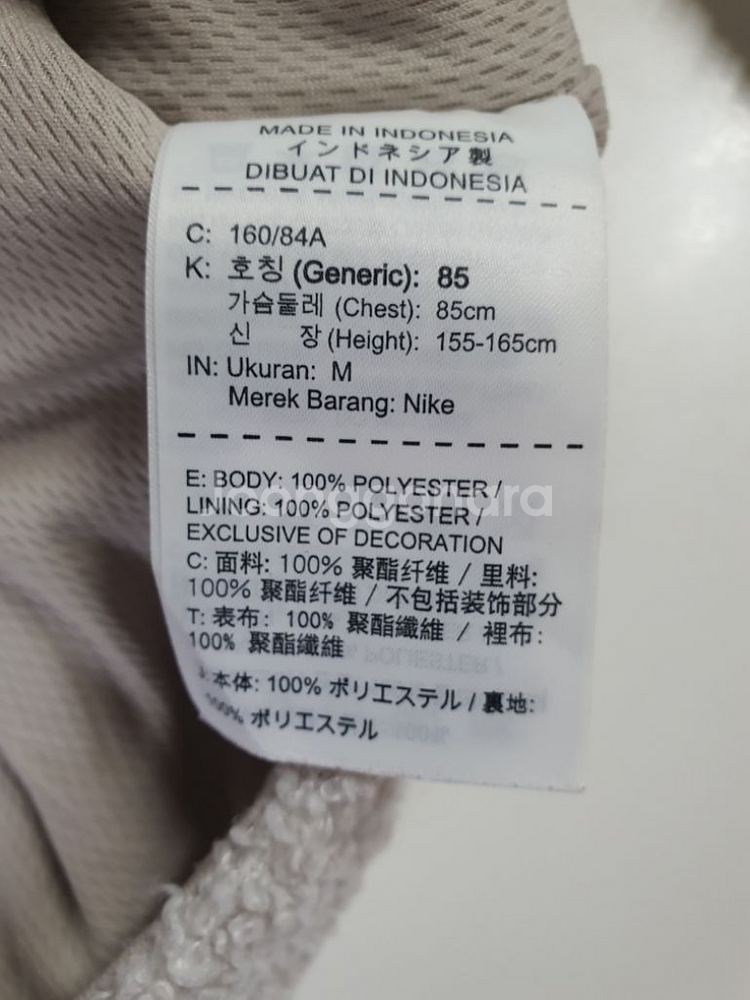 MADE IN INDONESIA
インドネシア製
DIBUAT DI INDONESIA
C: 160/84A
K: 호칭 (Generic): 85
가슴둘레 (Chest): 85cm
신 장 (Height): 155-165cm
IN: Ukuran: M
Merek Barang: Nike
E: BODY: 100% POLYESTER /
LINING: 100% POLYESTER /
EXCLUSIVE OF DECORATION
joonggonara
C: 面料: 100% 聚酯纤维 / 里料:
100% 聚酯纤维 / 不包括装饰部分
T: 表布: 100% 聚酯纖維 / 裡布:
100% 聚酯纖維
本体: 100% ポリエステル / 裏地:
100% ポリエステル